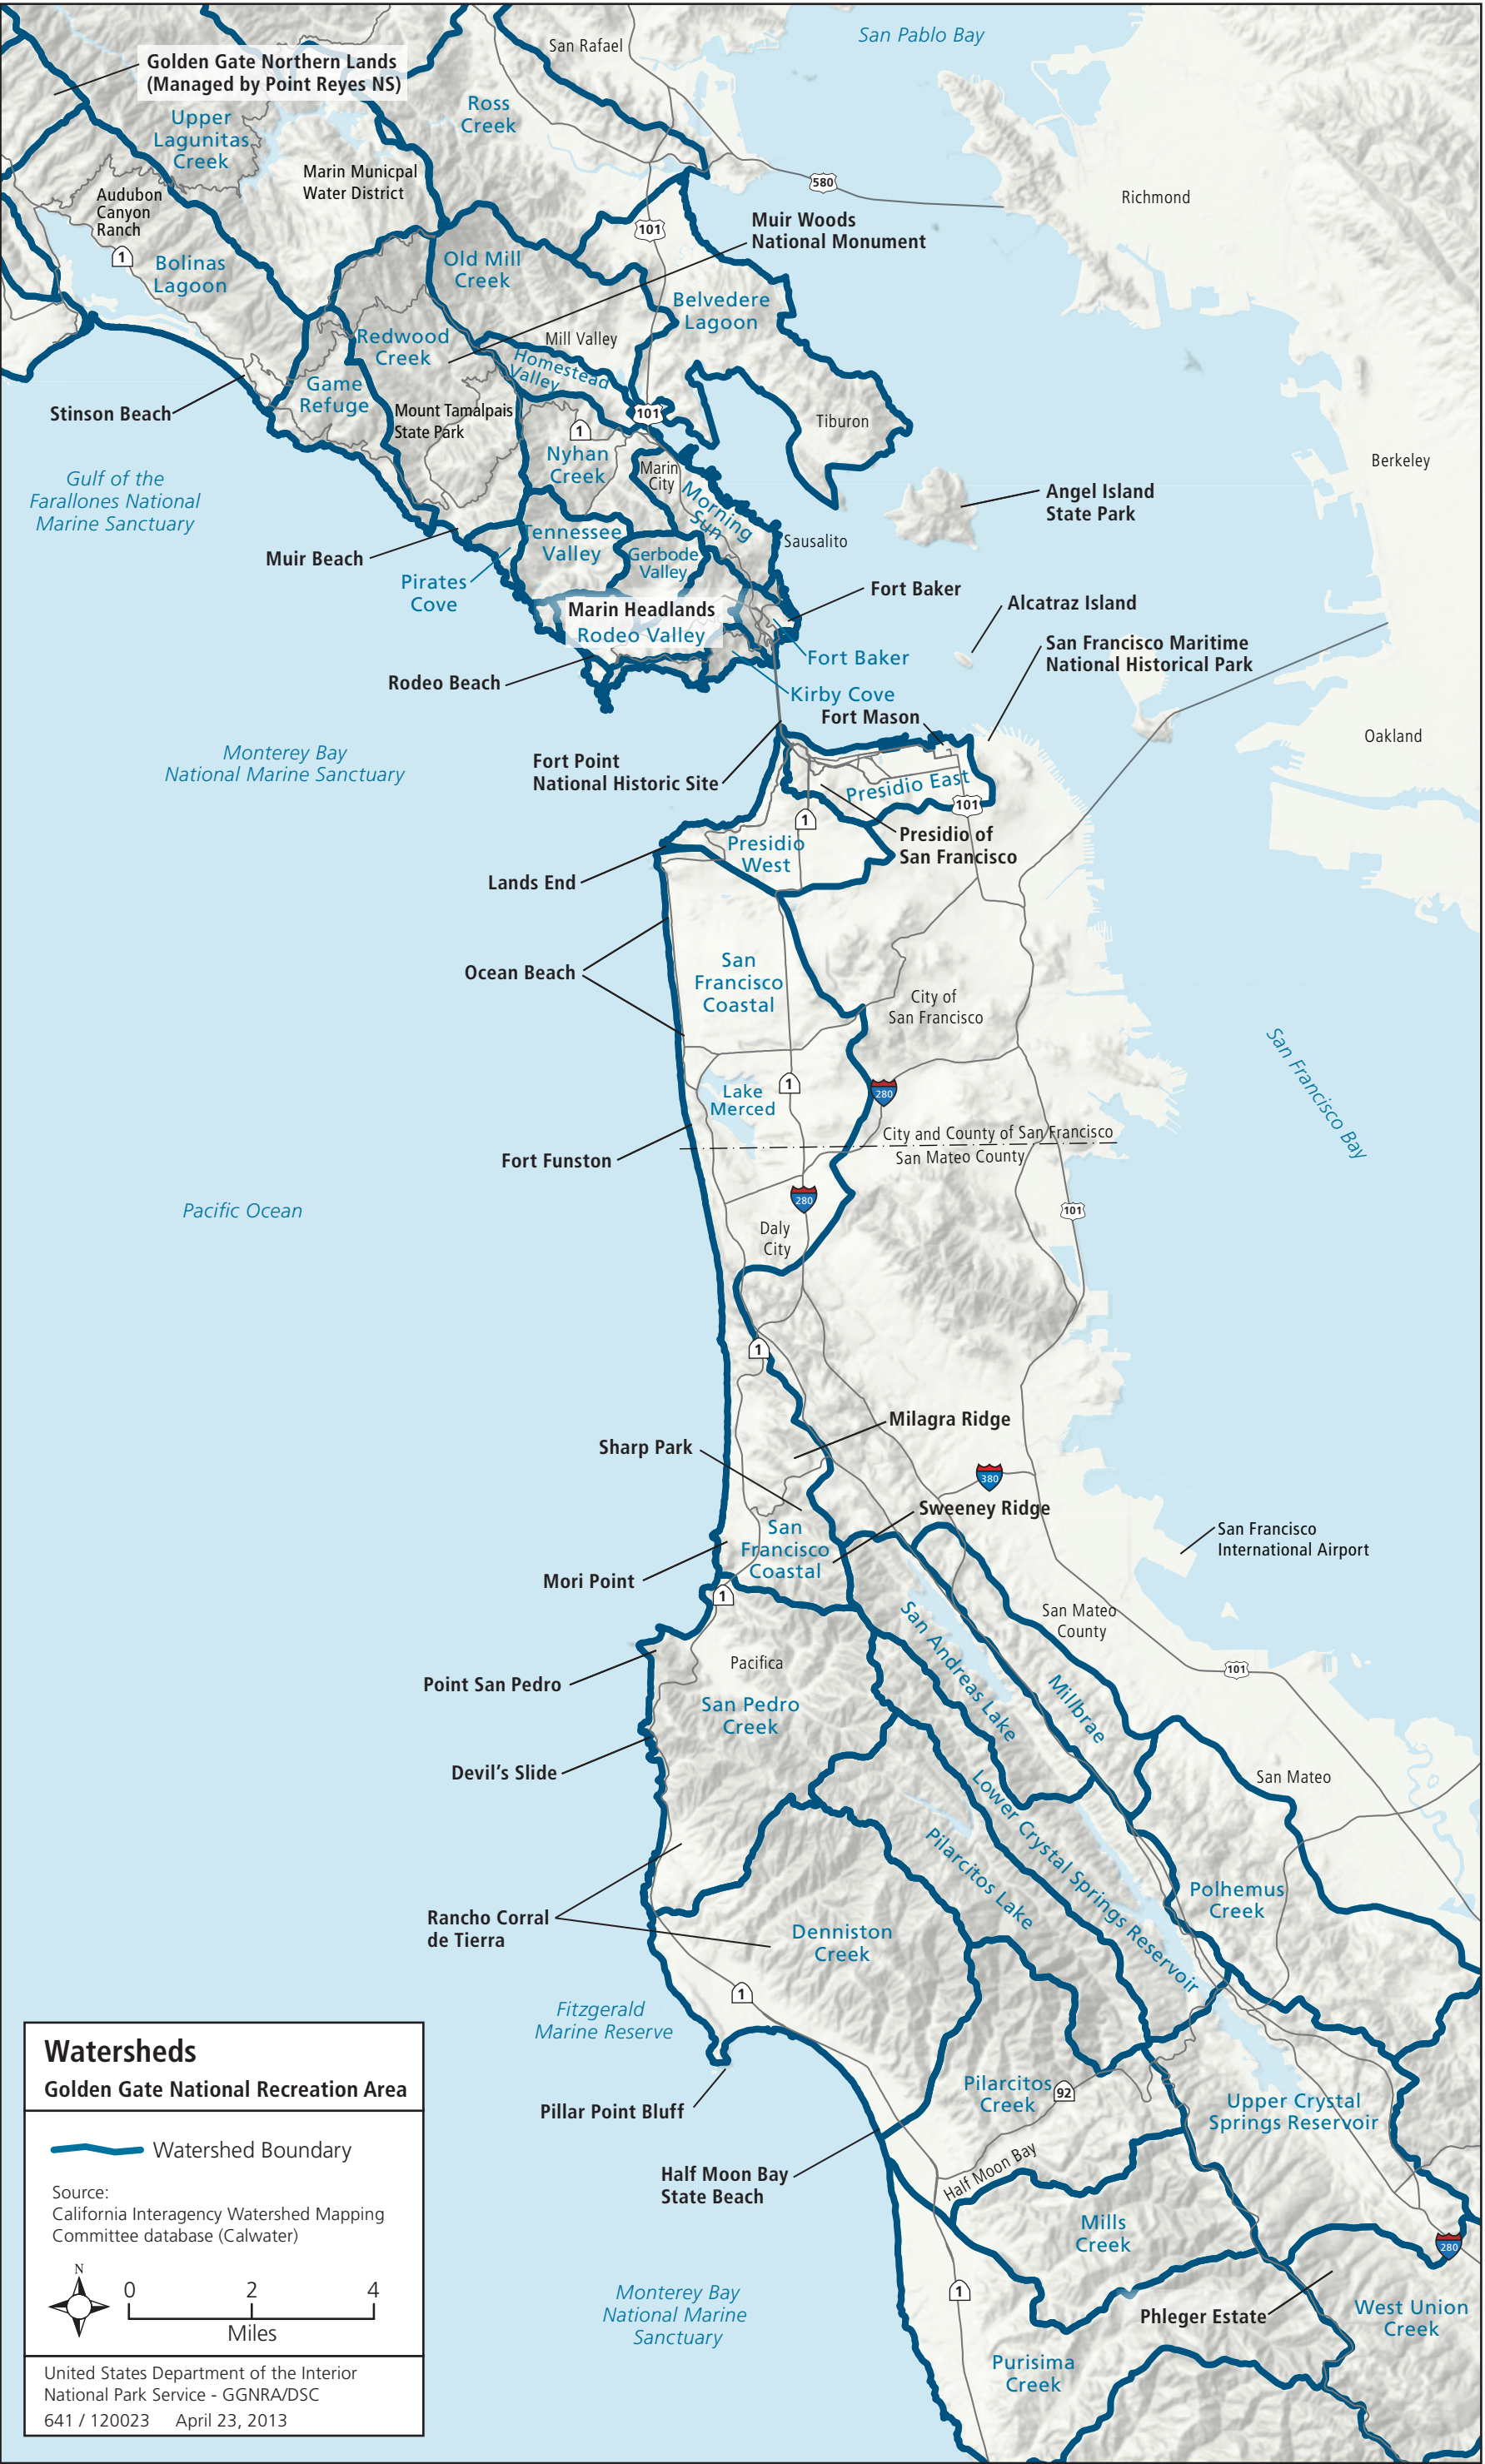 San Rafael
San Pablo Bay
Golden Gate Northern Lands
(Managed by Point Reyes NS)
Ross
Creek
Upper
Lagunitas
Creek
Marin Municpal
Water District
580
Richmond
Audubon
Canyon
Ranch
1
Bolinas
Lagoon
101
Muir Woods
National Monument
Old Mill
Creek
Belvedere
Lagoon
Redwood
Creek
Mill Valley
Homestead
Valley
Game
Refuge
Stinson Beach
Mount Tamalpais
State Park
101
1
Tiburon
Nyhan
Creek
Marin
City
Berkeley
Gulf of the
Farallones National
Marine Sanctuary
Morning
Sun
Angel Island
State Park
Muir Beach
Tennessee
Valley
Gerbode
Valley
Sausalito
Pirates
Cove
Fort Baker
Marin Headlands
Rodeo Valley
Alcatraz Island
San Francisco Maritime
National Historical Park
Fort Baker
Rodeo Beach
Kirby Cove
Fort Mason
Oakland
Monterey Bay
National Marine Sanctuary
Fort Point
National Historic Site
Presidio East
101
1
Presidio of
San Francisco
Presidio
West
Lands End
Ocean Beach
San
Francisco
Coastal
City of
San Francisco
San Francisco Bay
Lake
Merced
1
280
City and County of San Francisco
San Mateo County
Fort Funston
280
101
Pacific Ocean
Daly
City
1
Milagra Ridge
Sharp Park
380
Sweeney Ridge
San
Francisco
Coastal
San Francisco
International Airport
Mori Point
1
San Mateo
County
San Andreas Lake
101
Pacifica
Point San Pedro
San Pedro
Creek
Millbrae
Devil's Slide
San Mateo
Lower Crystal Springs Reservoir
Pilarcitos Lake
Polhemus
Creek
Rancho Corral
de Tierra
Denniston
Creek
1
Fitzgerald
Marine Reserve
Pilarcitos
Creek
92
Pillar Point Bluff
Upper Crystal
Springs Reservoir
Half Moon Bay
State Beach
Half Moon Bay
Mills
Creek
280
1
Monterey Bay
National Marine
Sanctuary
Phleger Estate
West Union
Creek
Purisima
Creek
Watersheds
Golden Gate National Recreation Area
Watershed Boundary
Source:
California Interagency Watershed Mapping
Committee database (Calwater)
N
0 2 4
Miles
United States Department of the Interior
National Park Service - GGNRA/DSC
641 / 120023 April 23, 2013